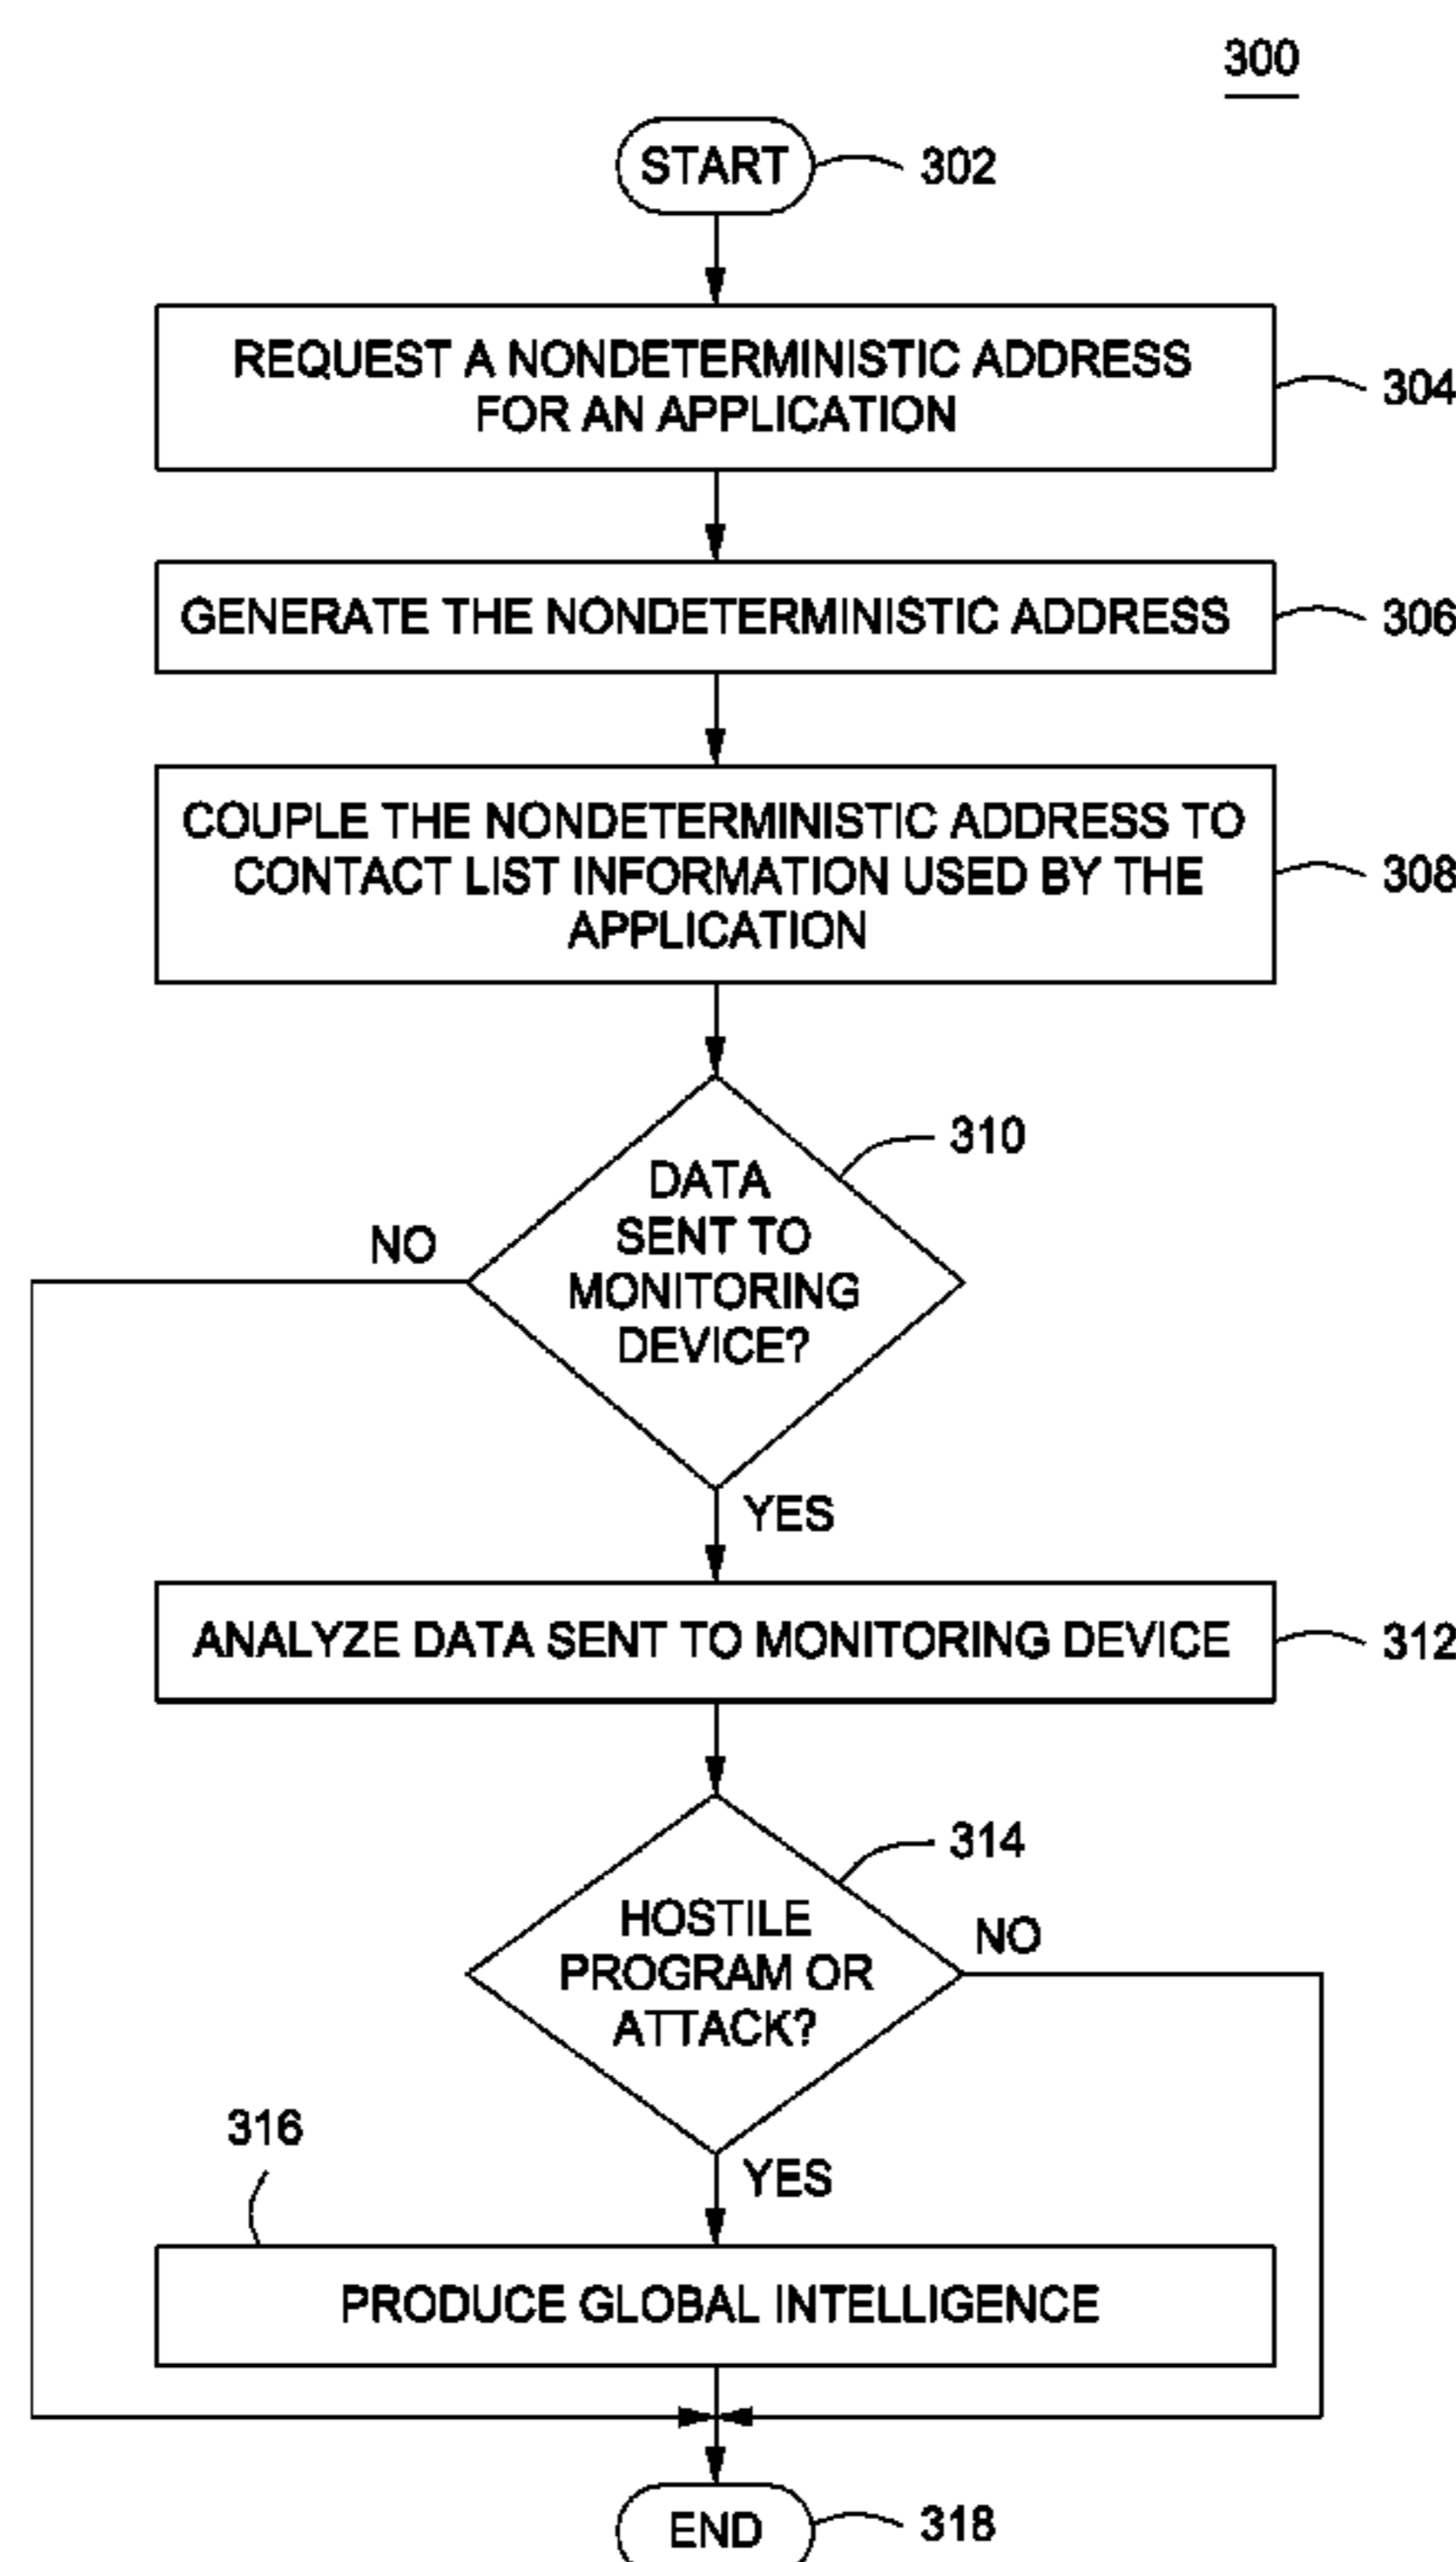 300
START
302
REQUEST A NONDETERMINISTIC ADDRESS
FOR AN APPLICATION
304
GENERATE THE NONDETERMINISTIC ADDRESS
306
COUPLE THE NONDETERMINISTIC ADDRESS TO
CONTACT LIST INFORMATION USED BY THE
APPLICATION
308
310
DATA
SENT TO
MONITORING
DEVICE?
NO
YES
ANALYZE DATA SENT TO MONITORING DEVICE
312
314
HOSTILE
PROGRAM OR
ATTACK?
NO
YES
316
PRODUCE GLOBAL INTELLIGENCE
END
318